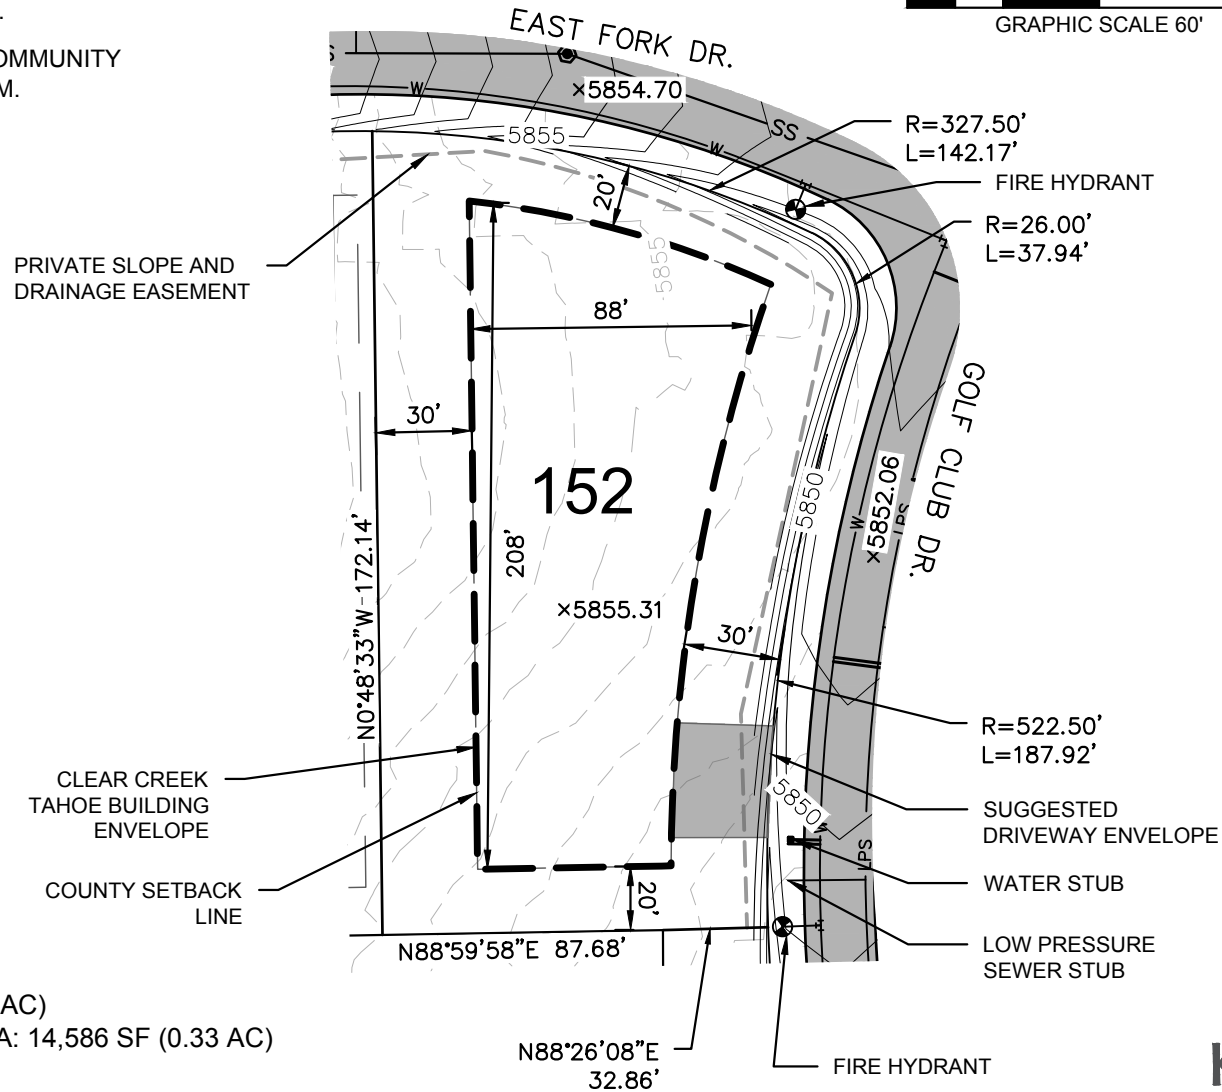 GRAPHIC SCALE 60'
OMMUNITY
M.
EAST FORK DR.
×5854.70
SS
W
W
5855
R=327.50'
L=142.17'
FIRE HYDRANT
R=26.00'
L=37.94'
20'
PRIVATE SLOPE AND
DRAINAGE EASEMENT
5855
88'
30'
GOLF CLUB DR.
152
5850
×5852.06
W
LPS
208'
N0°48'33"W 172.14'
×5855.31
30'
R=522.50'
L=187.92'
CLEAR CREEK
TAHOE BUILDING
ENVELOPE
5850
SUGGESTED
DRIVEWAY ENVELOPE
W
LPS
WATER STUB
COUNTY SETBACK
LINE
20'
LOW PRESSURE
SEWER STUB
N88°59'58"E 87.68'
AC)
A: 14,586 SF (0.33 AC)
N88°26'08"E
32.86'
FIRE HYDRANT